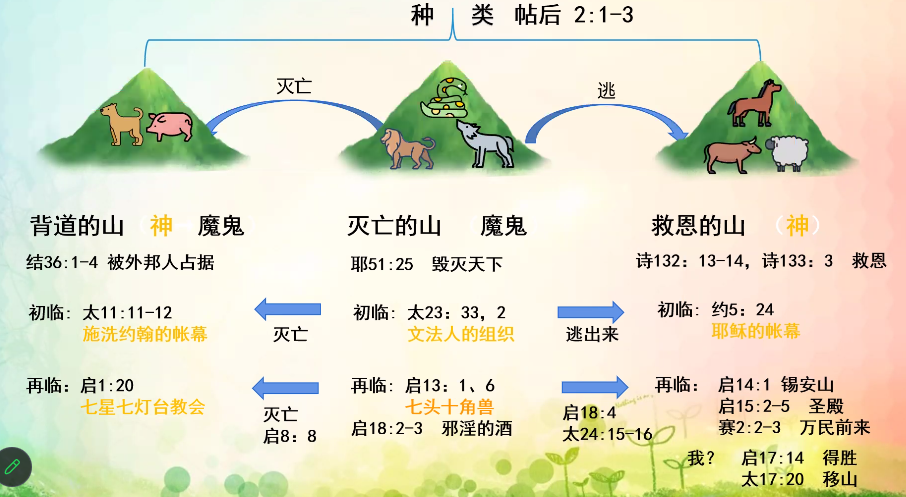 种 类 帖后 2:1-3
灭亡
逃
背道的山 神 魔鬼
灭亡的山 魔鬼
救恩的山 （神）
结36:1-4 被外邦人占据
耶51:25 毁灭天下
诗132：13-14，诗133：3 救恩
初临：太11:11-12
施洗约翰的帐幕
灭亡
初临：太23：33，2
文法人的组织
逃出来
初临：约5：24
耶稣的帐幕
再临：启1:20
七星七灯台教会
灭亡
启8：8
再临：启13：1、6
七头十角兽
启18:2-3 邪淫的酒
启18:4
太24:15-16
再临： 启14:1 锡安山
启15:2-5 圣殿
赛2:2-3 万民前来
我？ 启17:14 得胜
太17:20 移山